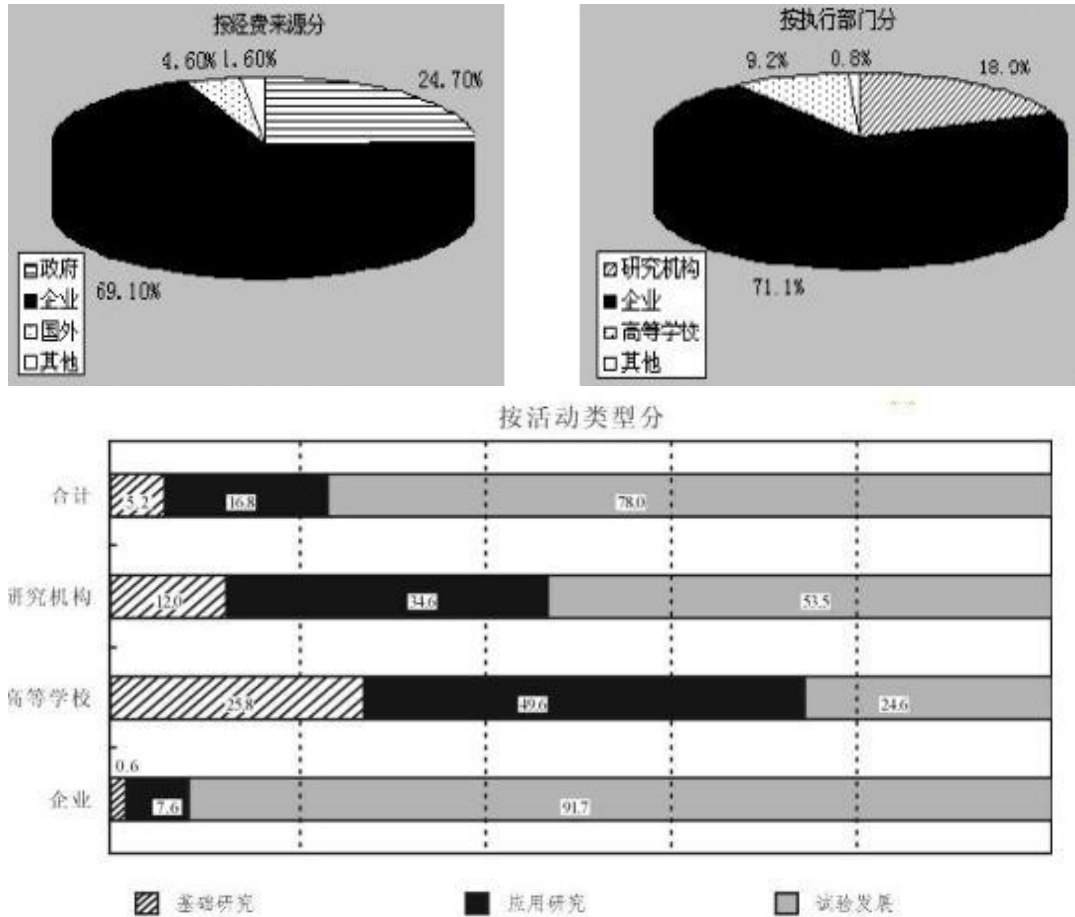 按经费来源分
4.60%
1.60%
24.70%
69.10%
政府
企业
国外
其他
按执行部门分
9.2%
0.8%
18.0%
71.1%
研究机构
企业
高等学校
其他
按活动类型分
合计
5.2
16.8
78.0
研究机构
12.0
34.6
53.5
高等学校
25.8
49.6
24.6
0.6
企业
7.6
91.7
基础研究
应用研究
试验发展